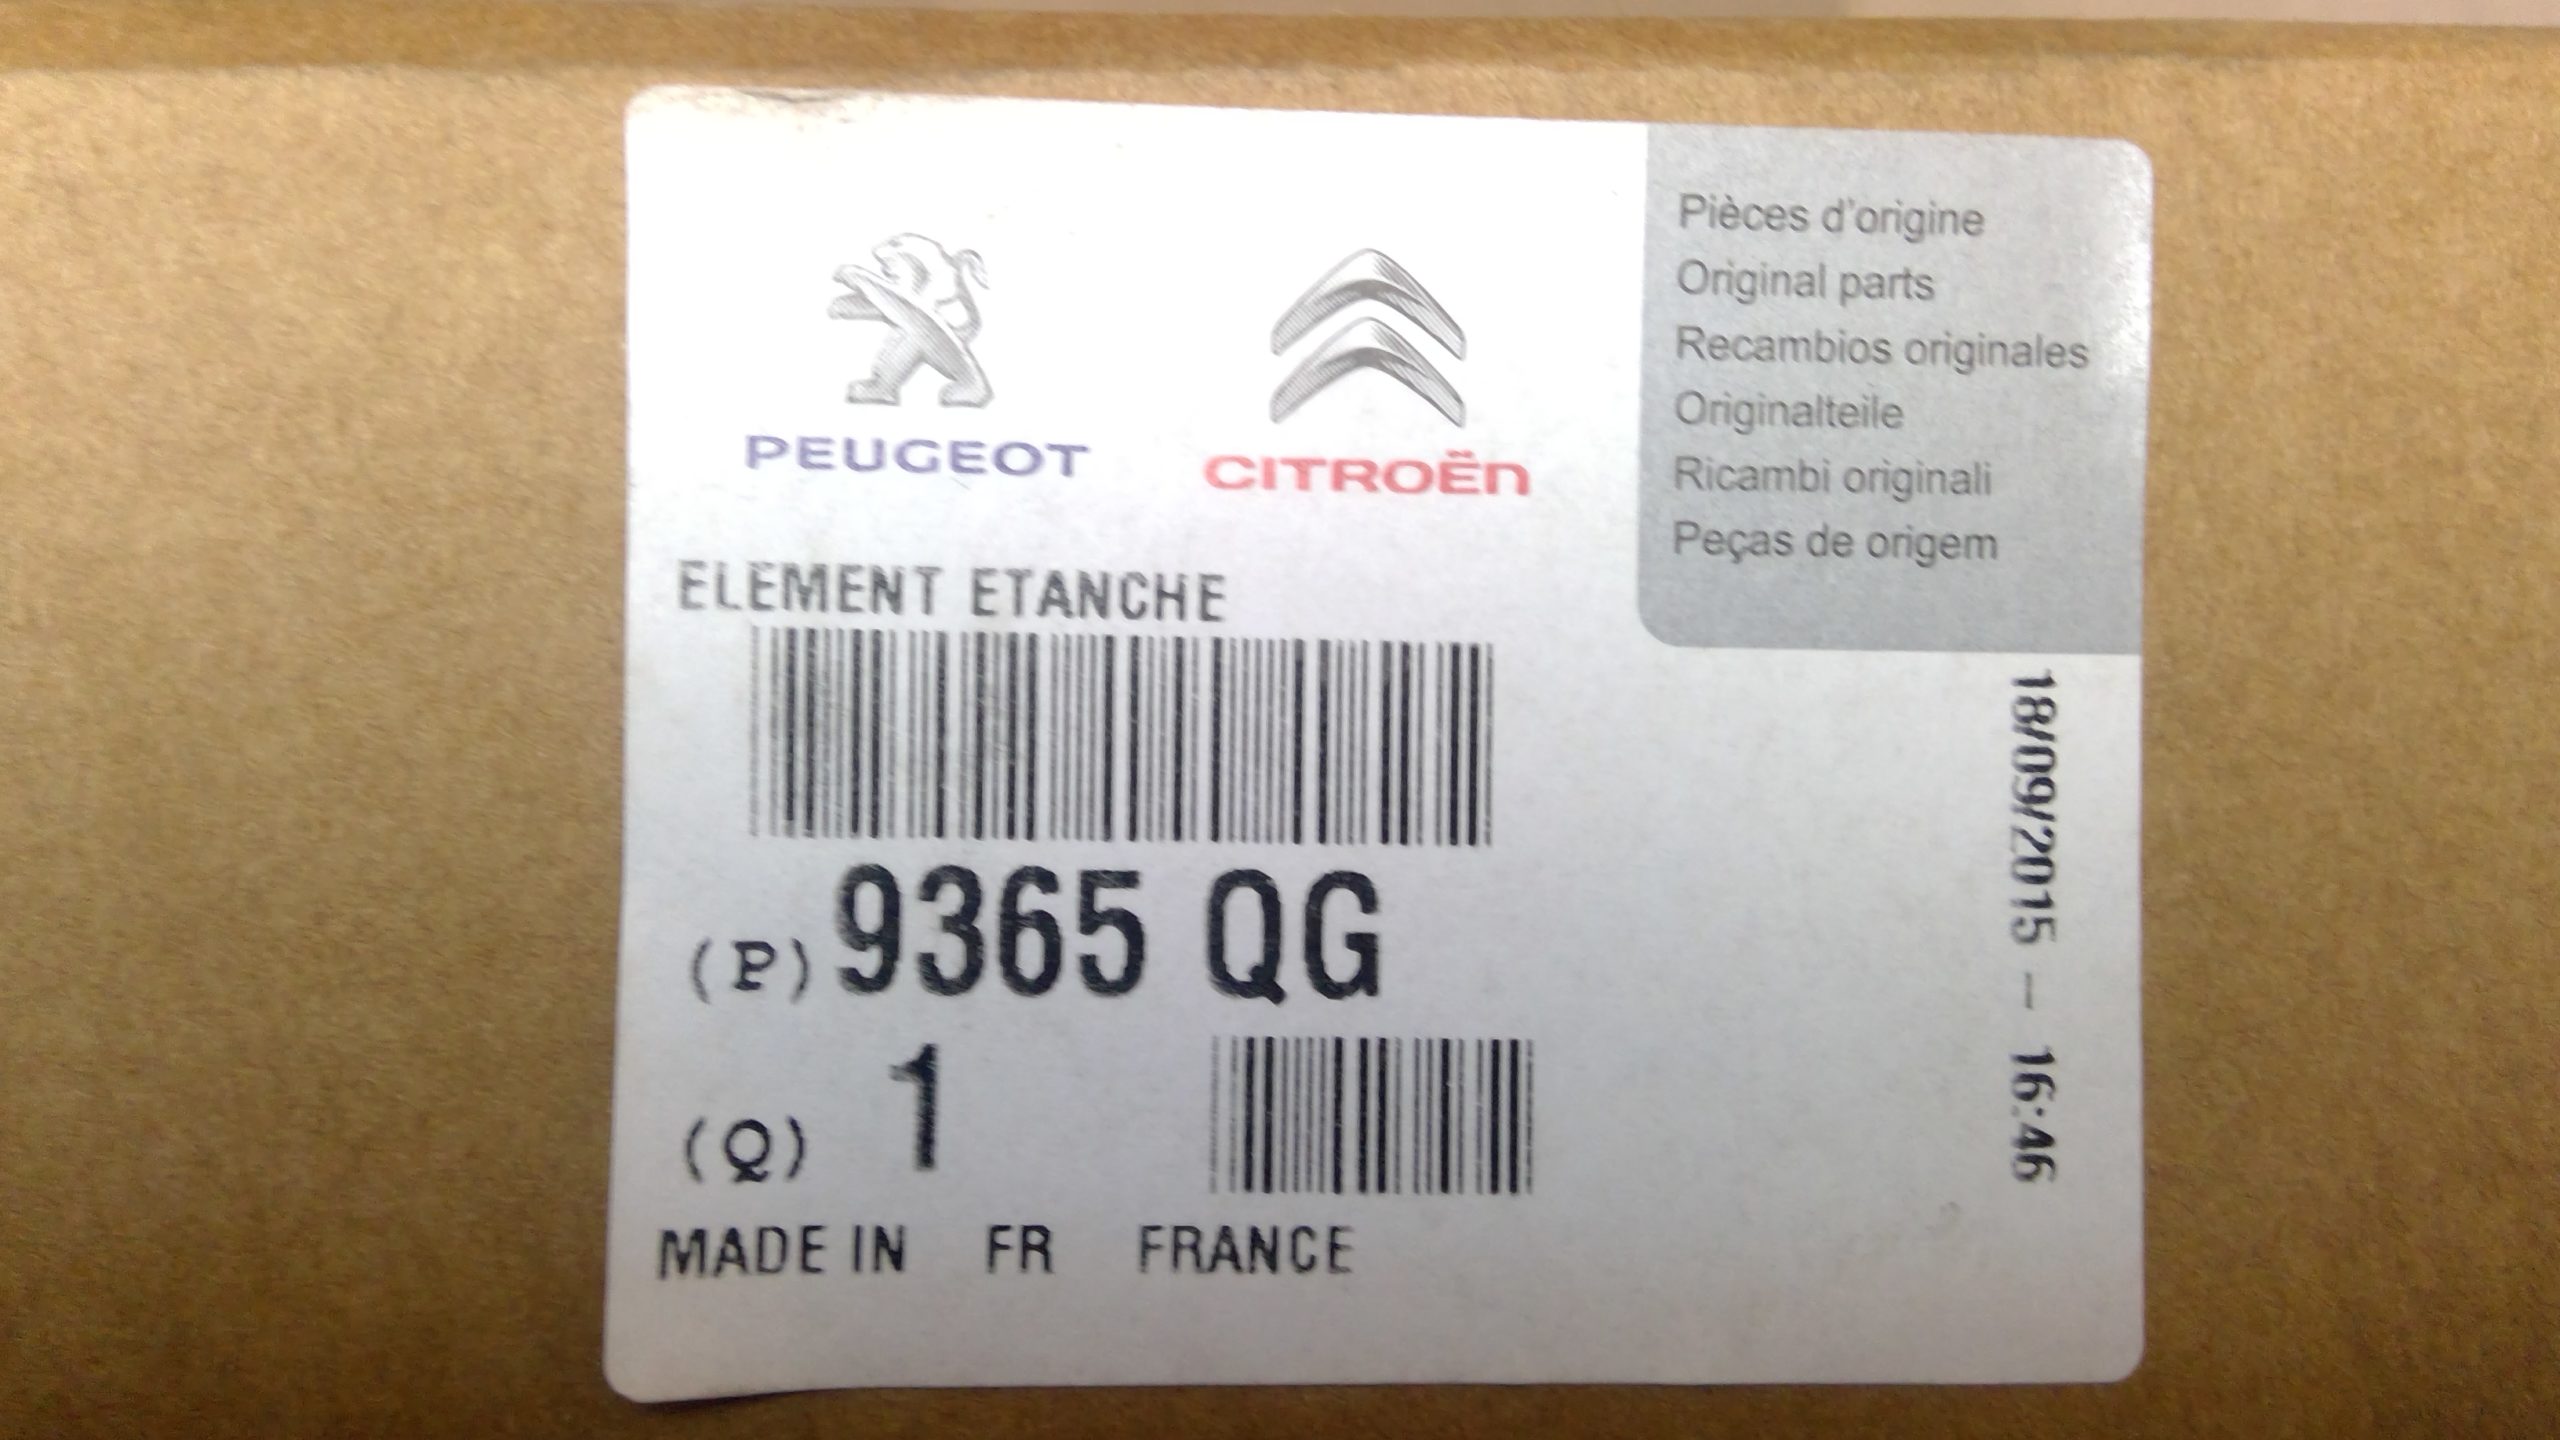 PEUGEOT
CITROËN
Pièces d'origine
Original parts
Recambios originales
Originalteile
Ricambi originali
Peças de origem
ELEMENT ETANCHE
(P) 9365 QG
(Q) 1
MADE IN FR FRANCE
18/09/2015 - 16:46